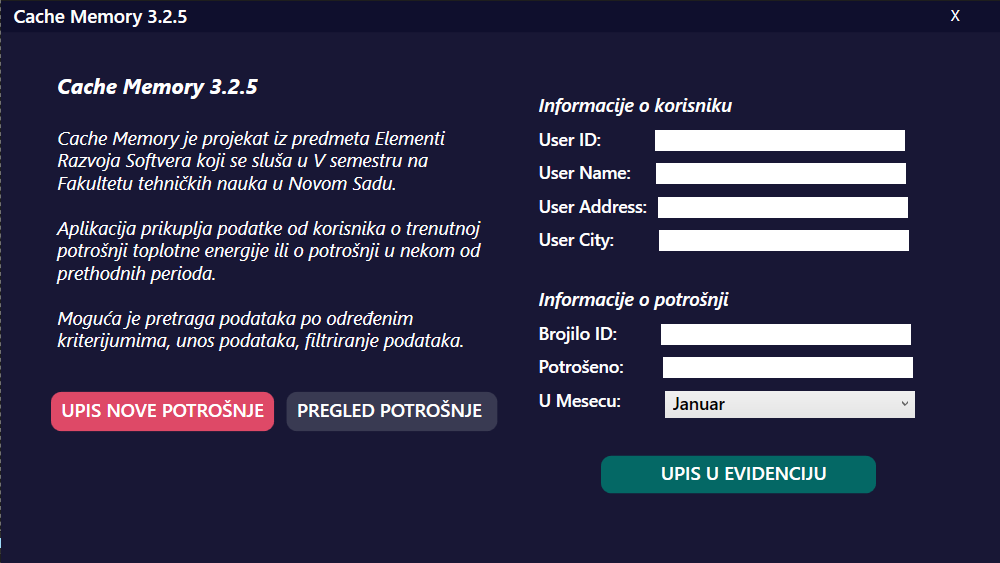 Cache Memory 3.2.5
X
Cache Memory 3.2.5
Cache Memory je projekat iz predmeta Elementi
Razvoja Softvera koji se sluša u V semestru na
Fakultetu tehničkih nauka u Novom Sadu.
Aplikacija prikuplja podatke od korisnika o trenutnoj
potrošnji toplotne energije ili o potrošnji u nekom od
prethodnih perioda.
Moguća je pretraga podataka po određenim
kriterijumima, unos podataka, filtriranje podataka.
UPIS NOVE POTROŠNJE
PREGLED POTROŠNJE
Informacije o korisniku
User ID:
User Name:
User Address:
User City:
Informacije o potrošnji
Brojilo ID:
Potrošeno:
U Mesecu:
Januar
UPIS U EVIDENCIJU